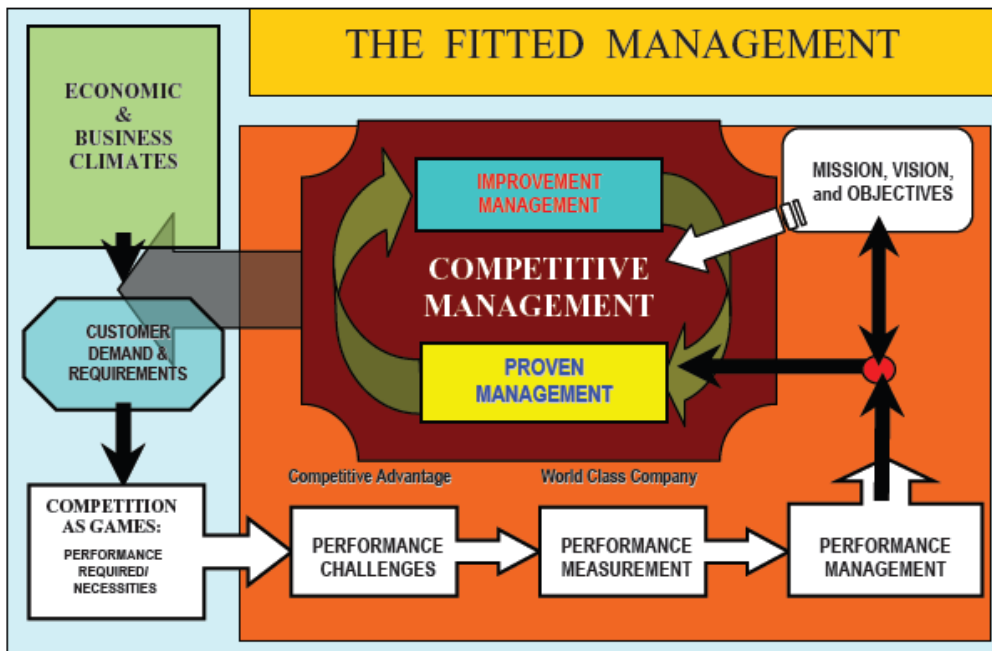 THE FITTED MANAGEMENT
ECONOMIC
&
BUSINESS
CLIMATES
IMPROVEMENT
MANAGEMENT
MISSION, VISION,
and OBJECTIVES
COMPETITIVE
MANAGEMENT
CUSTOMER
DEMAND &
REQUIREMENTS
PROVEN
MANAGEMENT
Competitive Advantage
World Class Company
COMPETITION
AS GAMES:
PERFORMANCE
REQUIRED/
NECESSITIES
PERFORMANCE
CHALLENGES
PERFORMANCE
MEASUREMENT
PERFORMANCE
MANAGEMENT